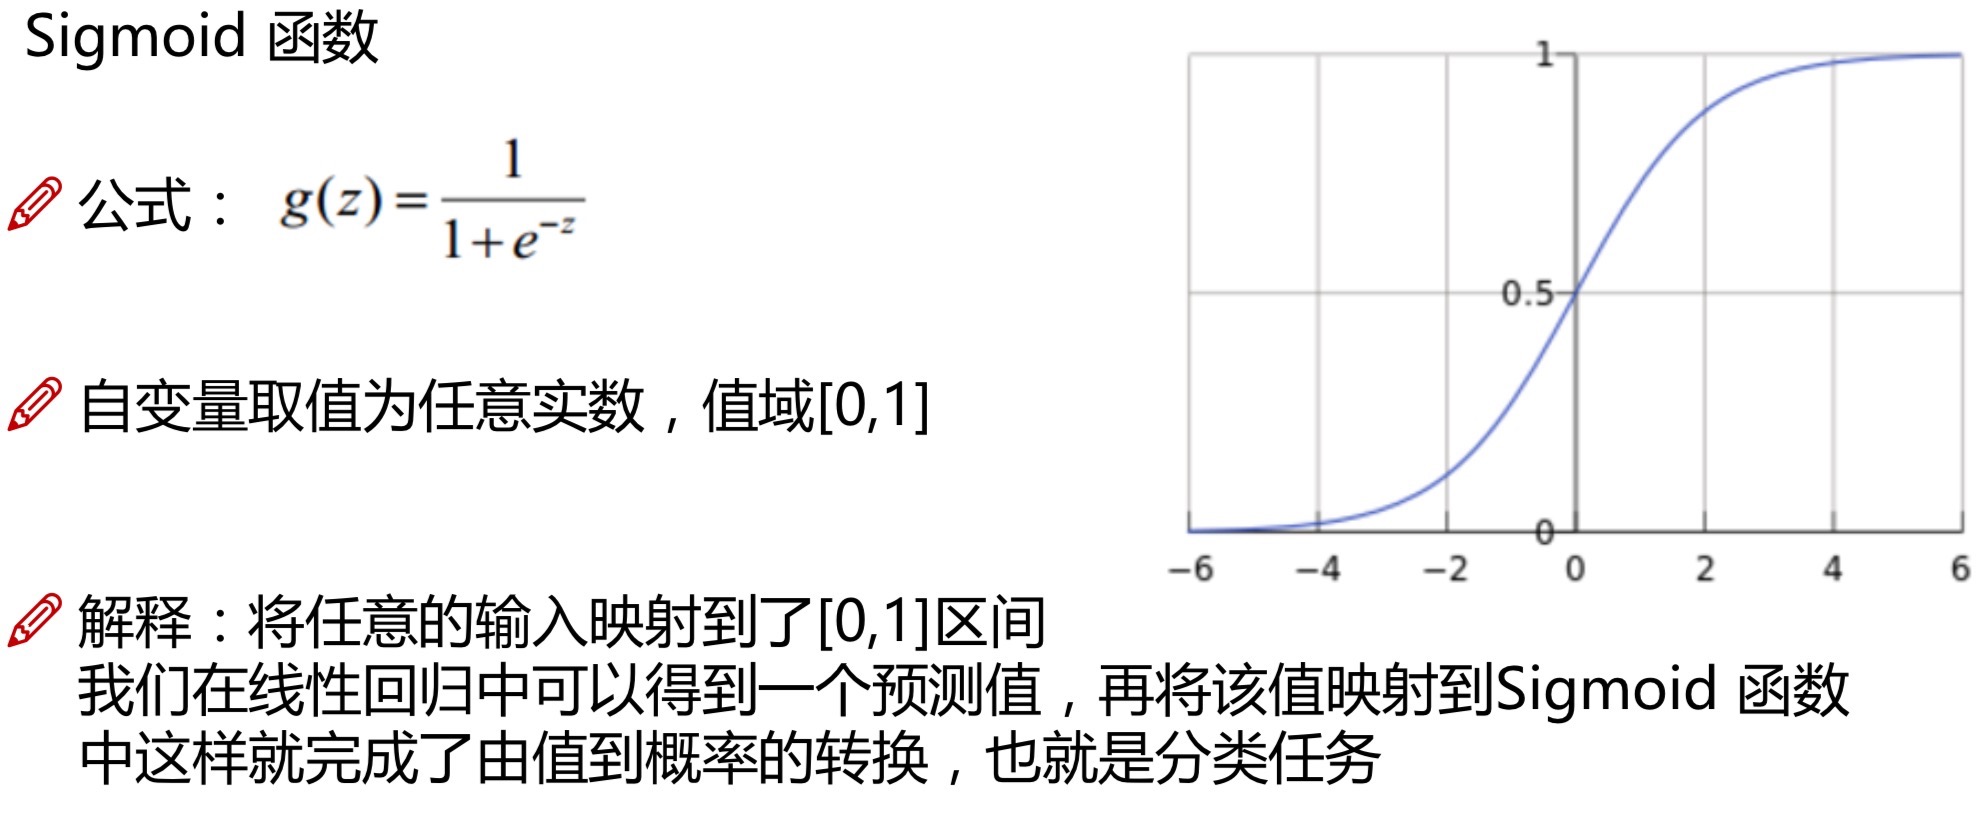 Sigmoid 函数
公式： g(z) = 1 / (1 + e^{-z})
自变量取值为任意实数，值域[0,1]
解释：将任意的输入映射到了[0,1]区间
我们在线性回归中可以得到一个预测值，再将该值映射到Sigmoid 函数
中这样就完成了由值到概率的转换，也就是分类任务
1
0.5
0
−6 −4 −2 0 2 4 6